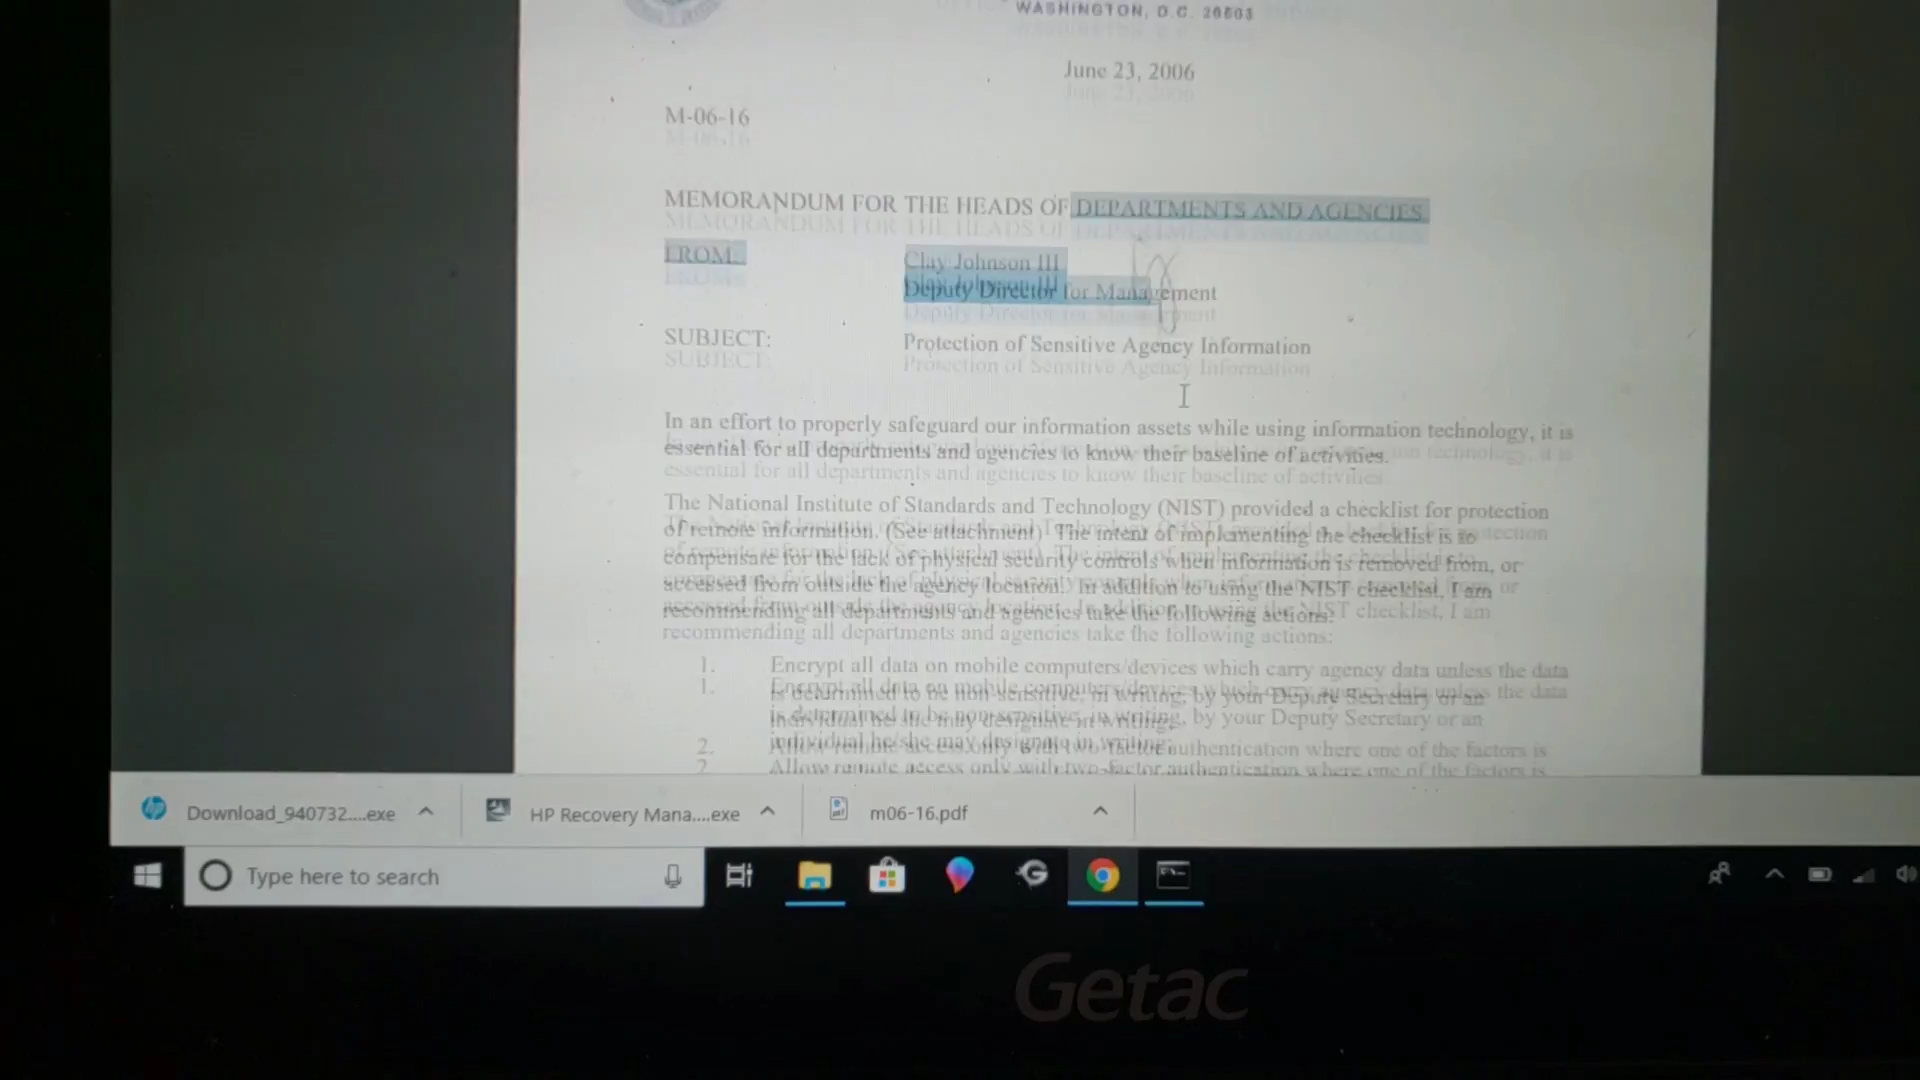 WASHINGTON, D.C. 20503
June 23, 2006
M-06-16
MEMORANDUM FOR THE HEADS OF DEPARTMENTS AND AGENCIES
FROM:
Clay Johnson III
Deputy Director for Management
SUBJECT:
Protection of Sensitive Agency Information
In an effort to properly safeguard our information assets while using information technology, it is
essential for all departments and agencies to know their baseline of activities.
The National Institute of Standards and Technology (NIST) provided a checklist for protection
of remote information. (See attachment) The intent of implementing the checklist is to
compensate for the lack of physical security controls when information is removed from, or
accessed from outside the agency location. In addition to using the NIST checklist, I am
recommending all departments and agencies take the following actions:
1. Encrypt all data on mobile computers/devices which carry agency data unless the data
is determined to be non-sensitive, in writing, by your Deputy Secretary or an
individual he/she may designate in writing;
2. Allow remote access only with two-factor authentication where one of the factors is
Download_940732....exe
HP Recovery Mana....exe
m06-16.pdf
Type here to search
Getac